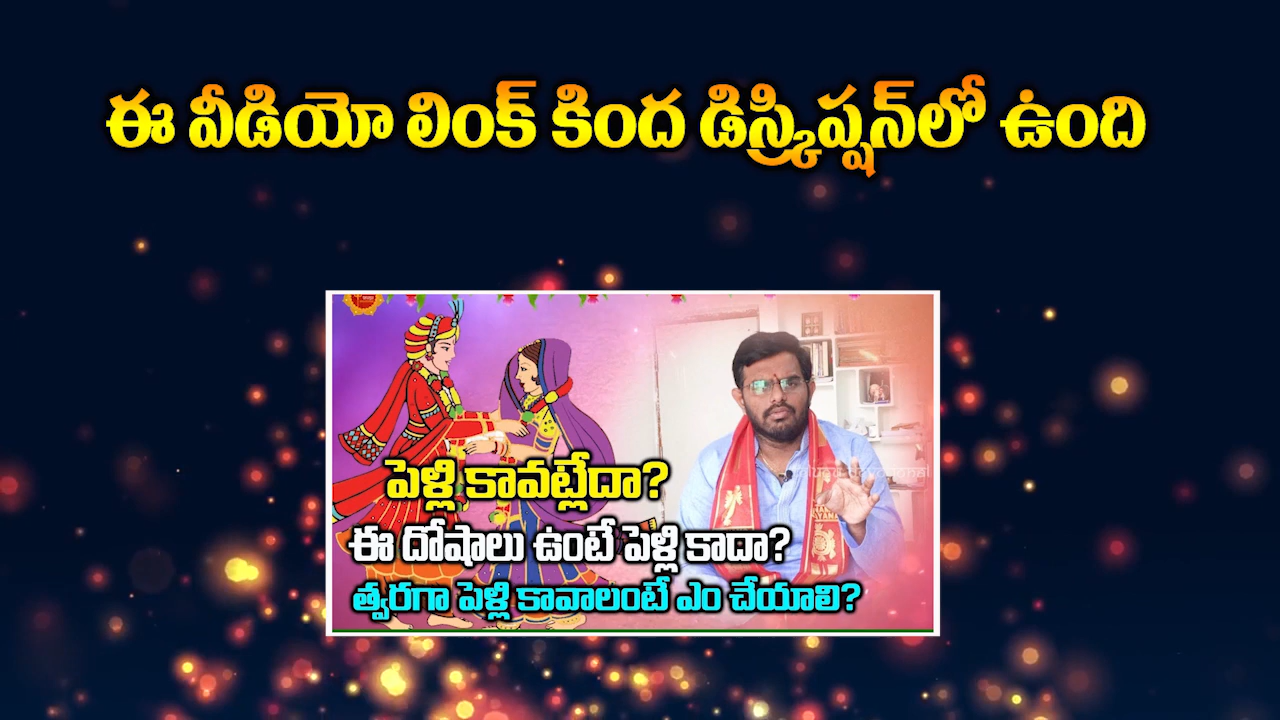 ఈ వీడియో లింక్ కింద డిస్క్రిప్షన్‌లో ఉంది
పెళ్లి కావట్లేదా?
ఈ దోషాలు ఉంటే పెళ్లి కాదా?
త్వరగా పెళ్లి కావాలంటే ఎం చేయాలి?